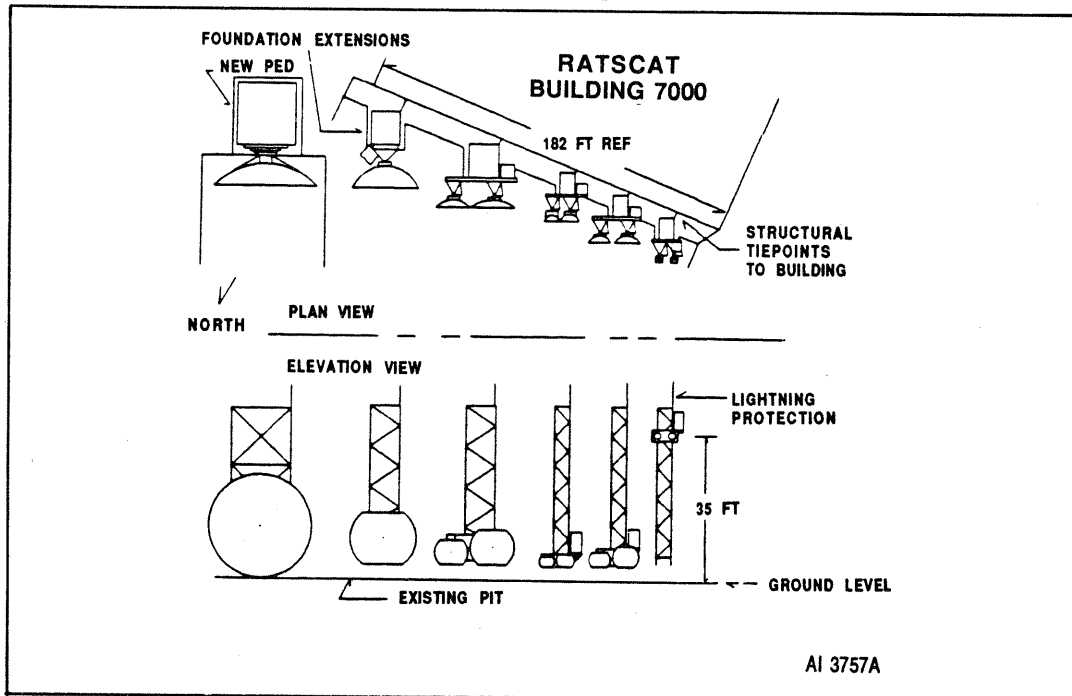 FOUNDATION EXTENSIONS
NEW PED
RATSCAT
BUILDING 7000
182 FT REF
STRUCTURAL
TIEPOINTS
TO BUILDING
NORTH
PLAN VIEW
ELEVATION VIEW
LIGHTNING
PROTECTION
35 FT
GROUND LEVEL
EXISTING PIT
AI 3757A